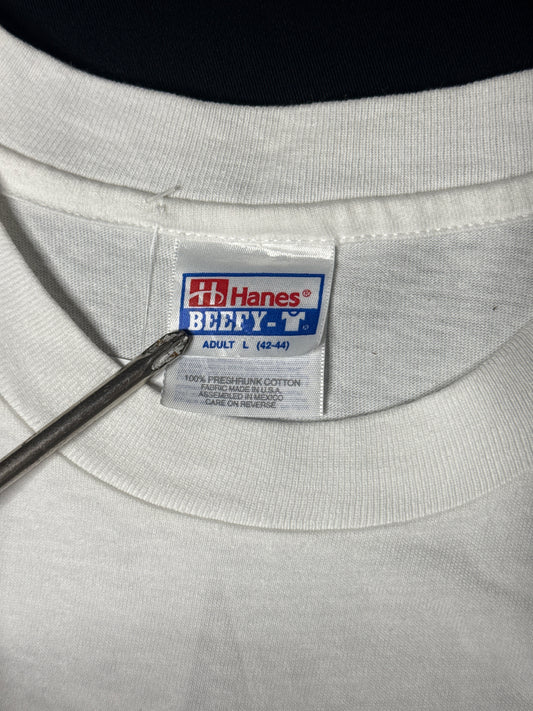 Hanes®
BEEFY-T®
ADULT L (42-44)
100% PRESHRUNK COTTON
FABRIC MADE IN U.S.A.
ASSEMBLED IN MEXICO
CARE ON REVERSE